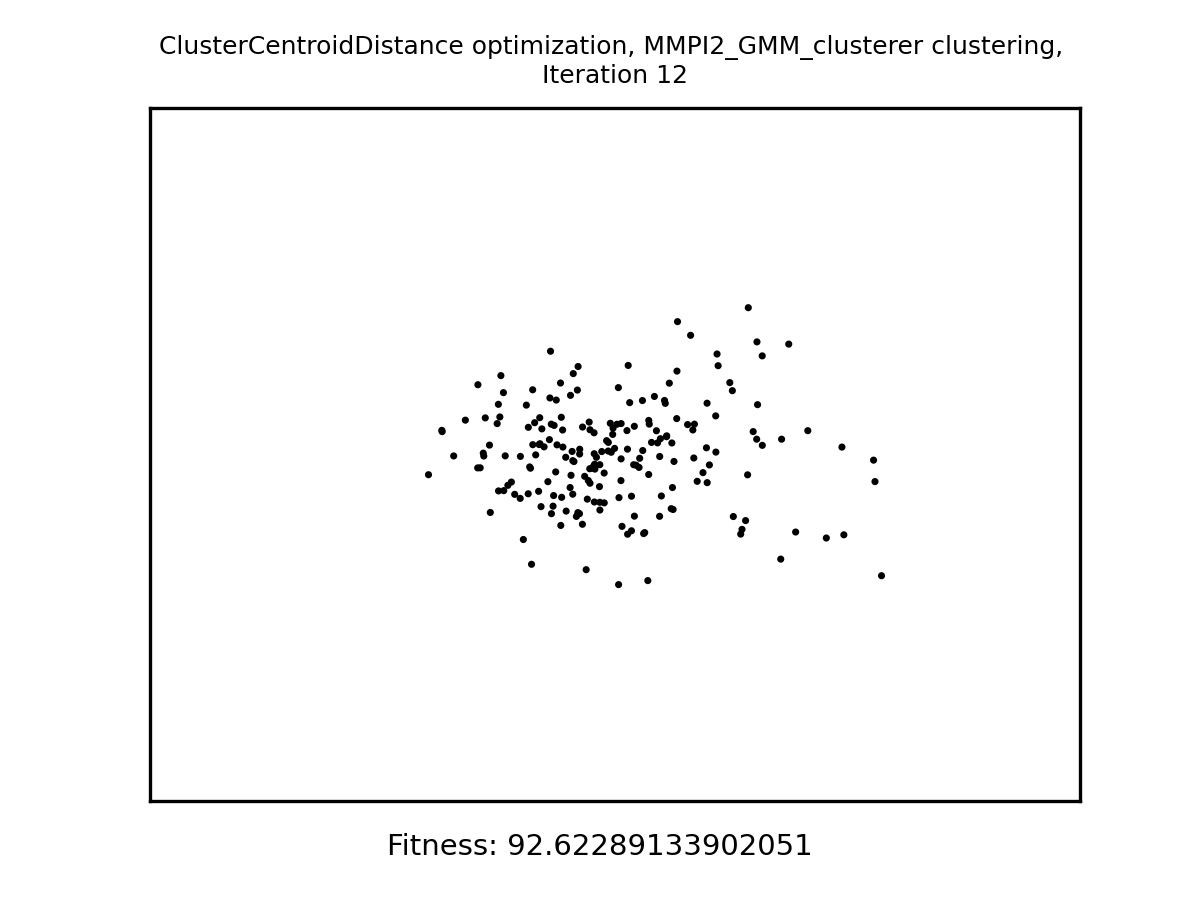 ClusterCentroidDistance optimization, MMPI2_GMM_clusterer clustering,
Iteration 12
Fitness: 92.62289133902051